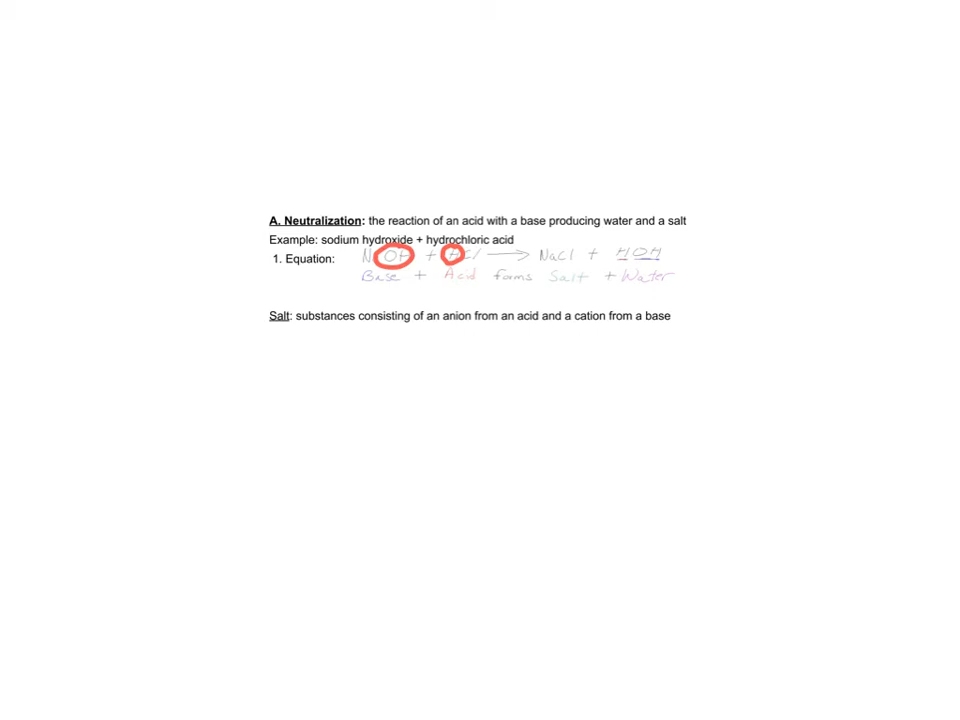 A. Neutralization: the reaction of an acid with a base producing water and a salt
Example: sodium hydroxide + hydrochloric acid
1. Equation: OH + HCl → NaCl + HOH
Base + Acid forms Salt + Water
Salt: substances consisting of an anion from an acid and a cation from a base